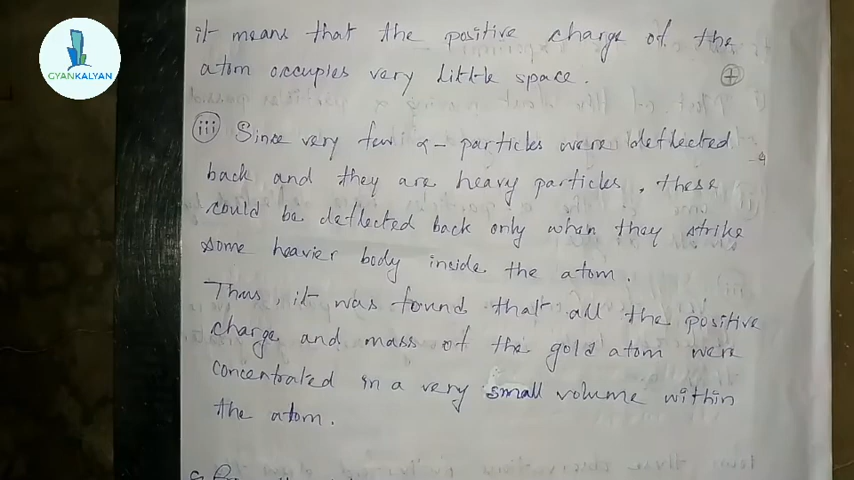 GYANKALYAN
it means that the positive charge of the
atom occupies very little space.
+
(iii) Since very few α- particles were deflected
back and they are heavy particles, these
could be deflected back only when they strike
some heavier body inside the atom.
Thus, it was found that all the positive
charge and mass of the gold atom were
concentrated in a very small volume within
the atom.